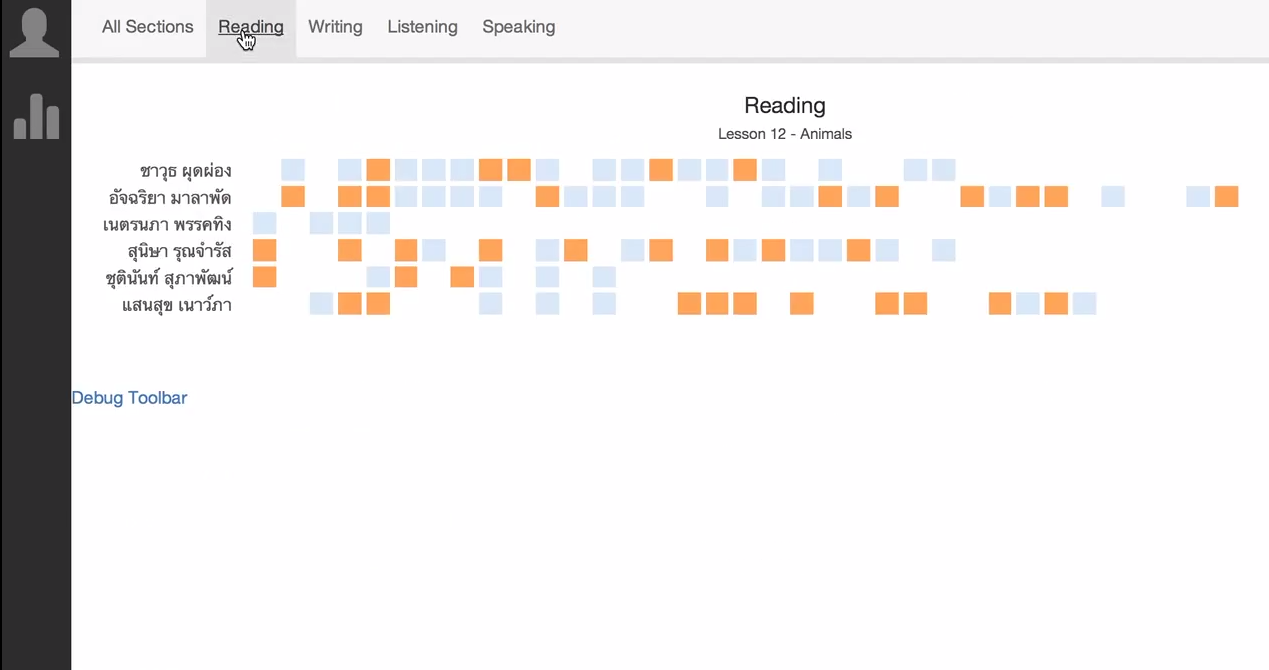 All Sections Reading Writing Listening Speaking
Reading
Lesson 12 - Animals
ชาวุธ ผุดผ่อง
อัจฉริยา มาลาพัด
เนตรนภา พรรคทิง
สุนิษา รุณจำรัส
ชุตินันท์ สุภาพัฒน์
แสนสุข เนาว์ภา
Debug Toolbar